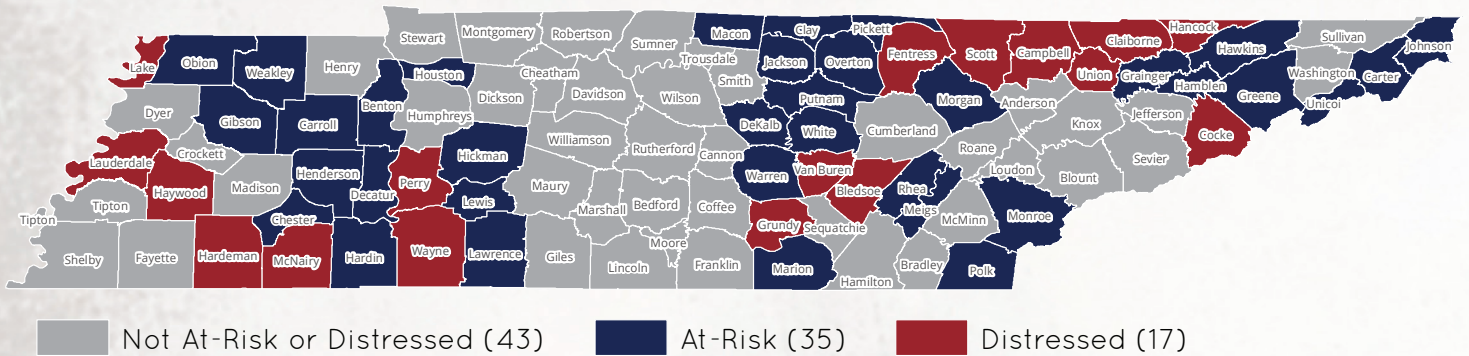 Stewart
Montgomery
Robertson
Sumner
Macon
Clay
Pickett
Fentress
Scott
Campbell
Claiborne
Hancock
Hawkins
Sullivan
Johnson
Lake
Obion
Weakley
Henry
Houston
Cheatham
Trousdale
Jackson
Overton
Union
Grainger
Hamblen
Greene
Washington
Carter
Unicoi
Dyer
Gibson
Carroll
Benton
Humphreys
Dickson
Davidson
Wilson
Smith
Putnam
Morgan
Anderson
Knox
Jefferson
Cocke
DeKalb
White
Cumberland
Lauderdale
Crockett
Haywood
Madison
Henderson
Decatur
Perry
Hickman
Lewis
Williamson
Rutherford
Cannon
Warren
Van Buren
Bledsoe
Rhea
Roane
Loudon
Blount
Sevier
Tipton
Tipton
Chester
Maury
Marshall
Bedford
Coffee
Grundy
Sequatchie
Meigs
McMinn
Monroe
Shelby
Fayette
Hardeman
McNairy
Hardin
Wayne
Lawrence
Giles
Lincoln
Moore
Franklin
Marion
Hamilton
Bradley
Polk
Not At-Risk or Distressed (43)
At-Risk (35)
Distressed (17)